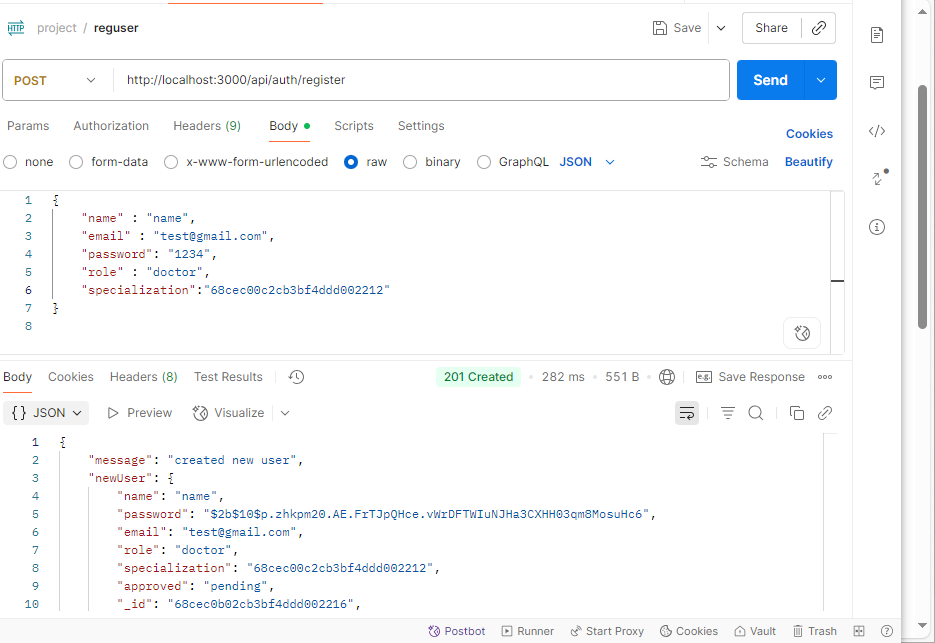 HTTP project / reguser Save Share
POST http://localhost:3000/api/auth/register Send
Params Authorization Headers (9) Body Scripts Settings Cookies
none form-data x-www-form-urlencoded raw binary GraphQL JSON Schema Beautify
1 {
2 "name" : "name",
3 "email" : "test@gmail.com",
4 "password": "1234",
5 "role" : "doctor",
6 "specialization":"68cec00c2cb3bf4ddd002212"
7 }
8
Body Cookies Headers (8) Test Results 201 Created • 282 ms • 551 B • e.g. Save Response
{} JSON Preview Visualize
1 {
2 "message": "created new user",
3 "newUser": {
4 "name": "name",
5 "password": "$2b$10$p.zhkpm20.AE.FrTJpQHce.vWrDFTWIuNJHa3CXHH03qm8MosuHc6",
6 "email": "test@gmail.com",
7 "role": "doctor",
8 "specialization": "68cec00c2cb3bf4ddd002212",
9 "approved": "pending",
10 "_id": "68cec0b02cb3bf4ddd002216",
Postbot Runner Start Proxy Cookies Vault Trash